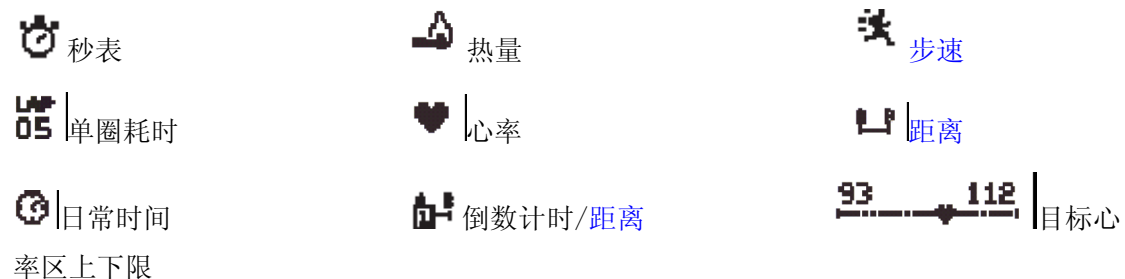 秒表 热量 步速
LAP
05 单圈耗时 心率 距离
日常时间 1 倒数计时/距离 93 112 目标心
率区上下限